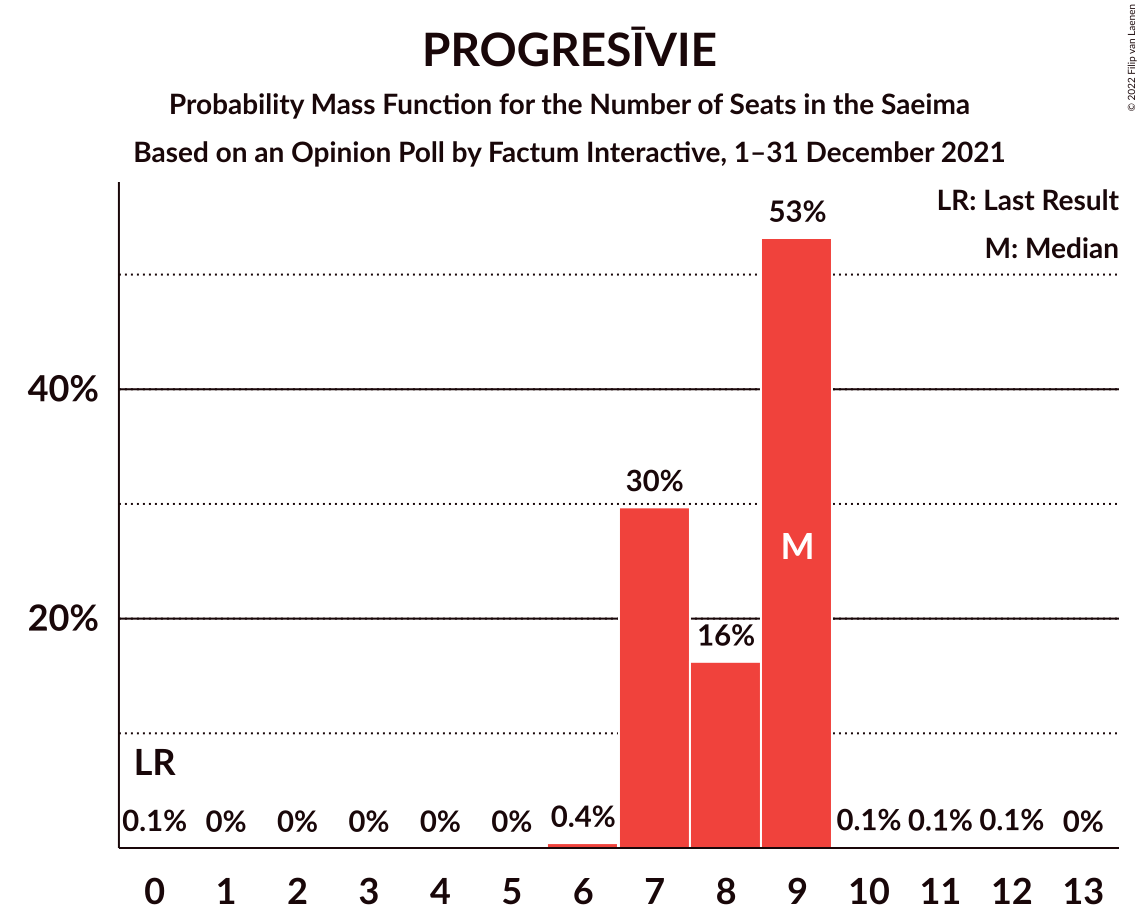 PROGRESĪVIE
Probability Mass Function for the Number of Seats in the Saeima
Based on an Opinion Poll by Factum Interactive, 1–31 December 2021
© 2022 Filip van Laenen
LR: Last Result
M: Median
53%
40%
30%
M
20%
16%
LR
0.1% 0% 0% 0% 0% 0% 0.4% 0.1% 0.1% 0.1% 0%
0 1 2 3 4 5 6 7 8 9 10 11 12 13